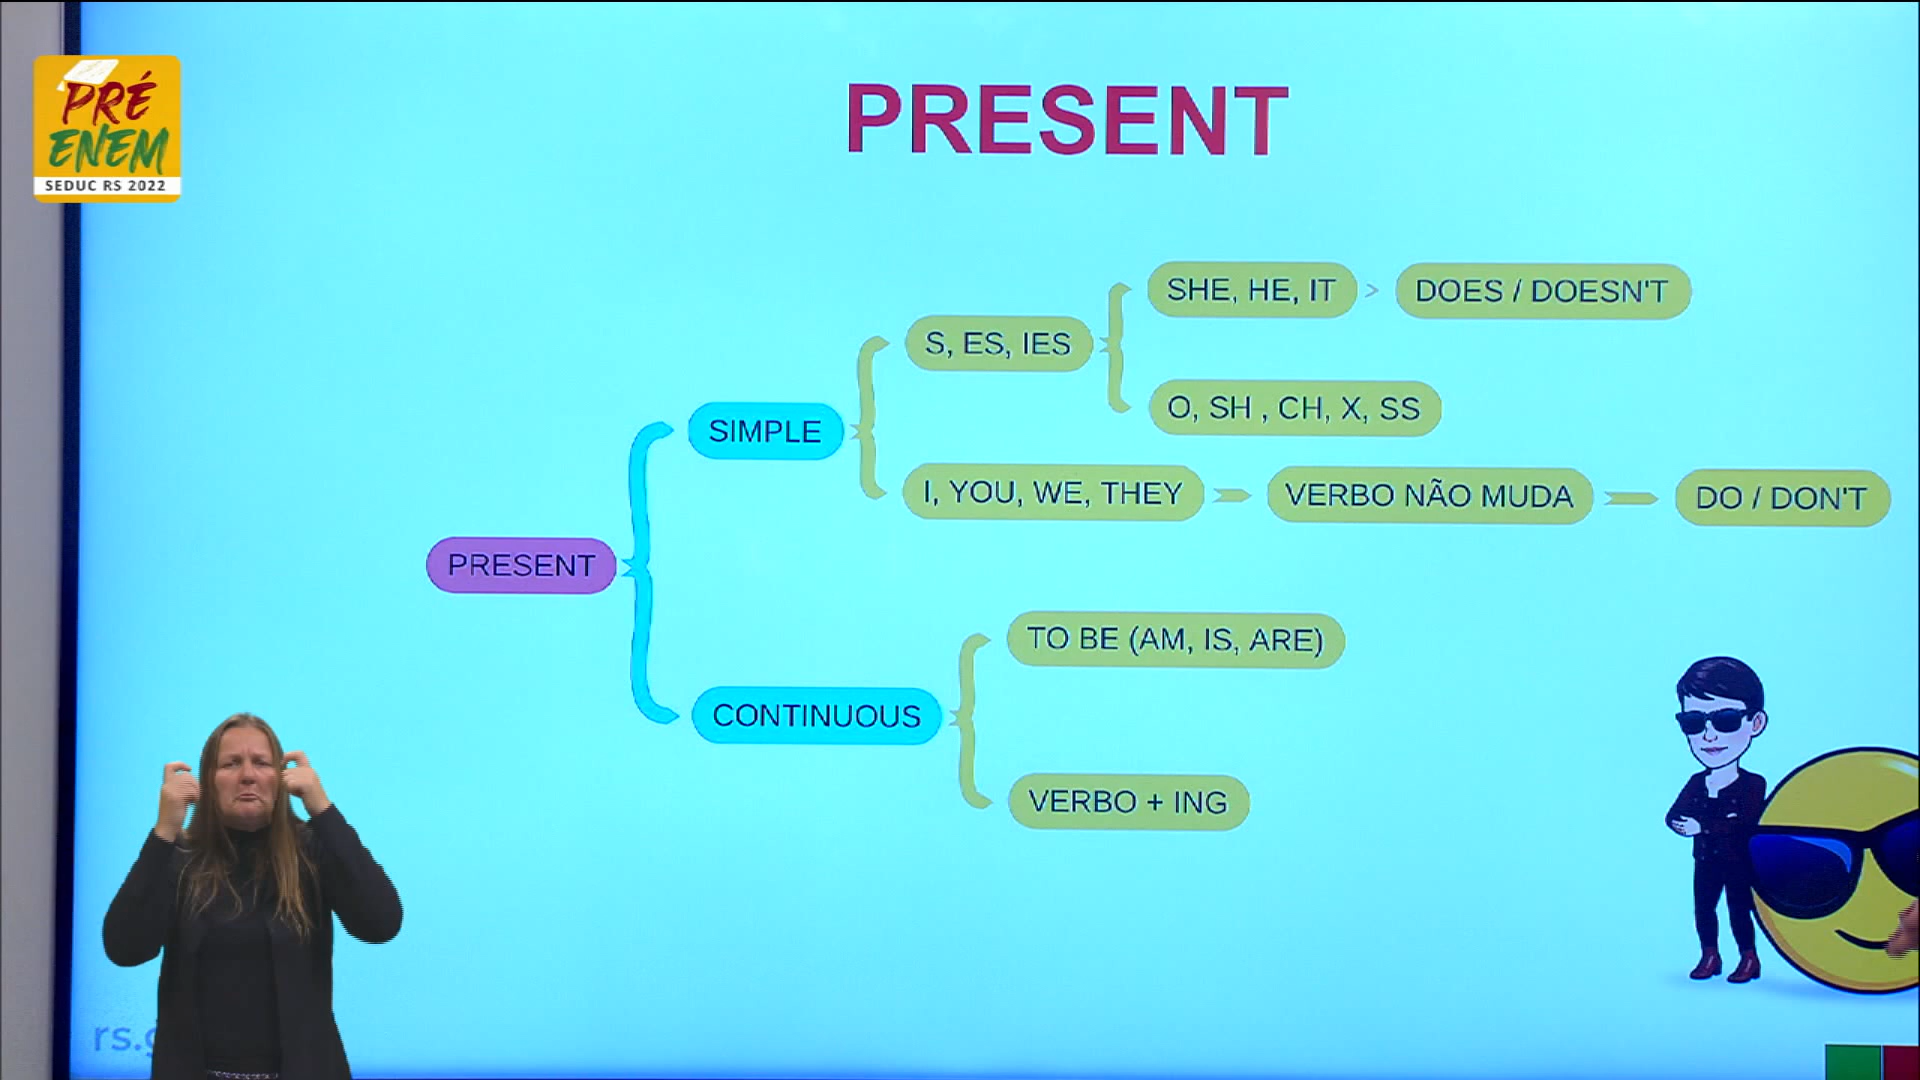 PRÉ
ENEM
SEDUC RS 2022
PRESENT
SHE, HE, IT > DOES / DOESN'T
S, ES, IES
O, SH , CH, X, SS
SIMPLE
I, YOU, WE, THEY
VERBO NÃO MUDA
DO / DON'T
PRESENT
TO BE (AM, IS, ARE)
CONTINUOUS
VERBO + ING